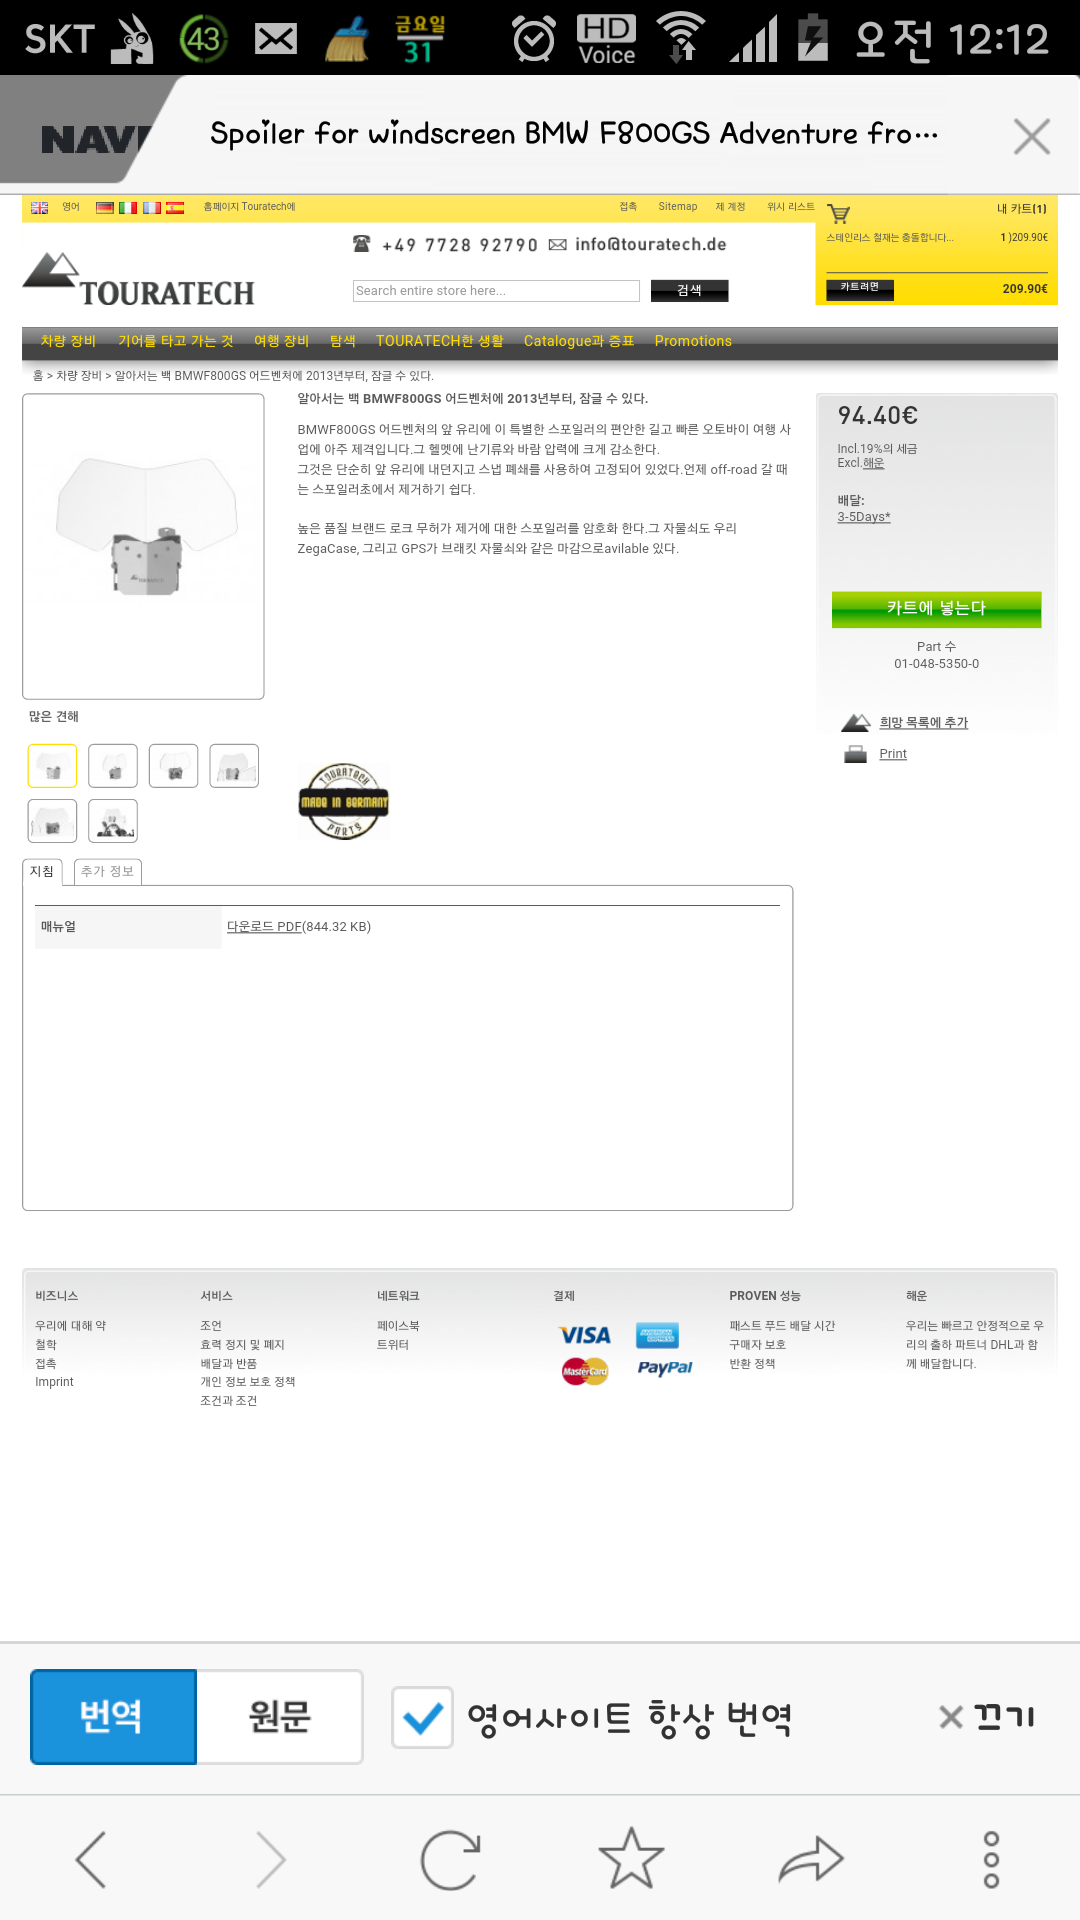 SKT 43 금요일 31 HD Voice 오전 12:12
NAVE
Spoiler for windscreen BMW F800GS Adventure fro…
영어 홈페이지 Touratech에 접촉 Sitemap 제 계정 위시 리스트
내 카트(1)
스테인리스 철재는 충돌합니다... 1 )209.90€
카트려면 209.90€
+49 7728 92790 info@touratech.de
TOURATECH
Search entire store here... 검색
차량 장비 기어를 타고 가는 것 여행 장비 탐색 TOURATECH한 생활 Catalogue과 증표 Promotions
홈 > 차량 장비 > 알아서는 백 BMWF800GS 어드벤처에 2013년부터, 잠글 수 있다.
알아서는 백 BMWF800GS 어드벤처에 2013년부터, 잠글 수 있다.
BMWF800GS 어드벤처의 앞 유리에 이 특별한 스포일러의 편안한 길고 빠른 오토바이 여행 사
업에 아주 제격입니다.그 헬멧에 난기류와 바람 압력에 크게 감소한다.
그것은 단순히 앞 유리에 내던지고 스냅 폐쇄를 사용하여 고정되어 있었다.언제 off-road 갈 때
는 스포일러초에서 제거하기 쉽다.
높은 품질 브랜드 로크 무허가 제거에 대한 스포일러를 암호화 한다.그 자물쇠도 우리
ZegaCase, 그리고 GPS가 브래킷 자물쇠와 같은 마감으로avilable 있다.
94.40€
Incl.19%의 세금
Excl.해운
배달:
3-5Days*
카트에 넣는다
Part 수
01-048-5350-0
희망 목록에 추가
Print
TOURATECH
많은 견해
TOURATECH
MADE IN GERMANY
PARTS
지침 추가 정보
매뉴얼 다운로드 PDF(844.32 KB)
비즈니스 서비스 네트워크 결제 PROVEN 성능 해운
우리에 대해 약 조언 페이스북 VISA AMERICAN EXPRESS 패스트 푸드 배달 시간 우리는 빠르고 안정적으로 우
철학 효력 정지 및 폐지 트위터 구매자 보호 리의 출하 파트너 DHL과 함
접촉 배달과 반품 MasterCard PayPal 반환 정책 께 배달합니다.
Imprint 개인 정보 보호 정책
조건과 조건
번역 원문 영어사이트 항상 번역 끄기